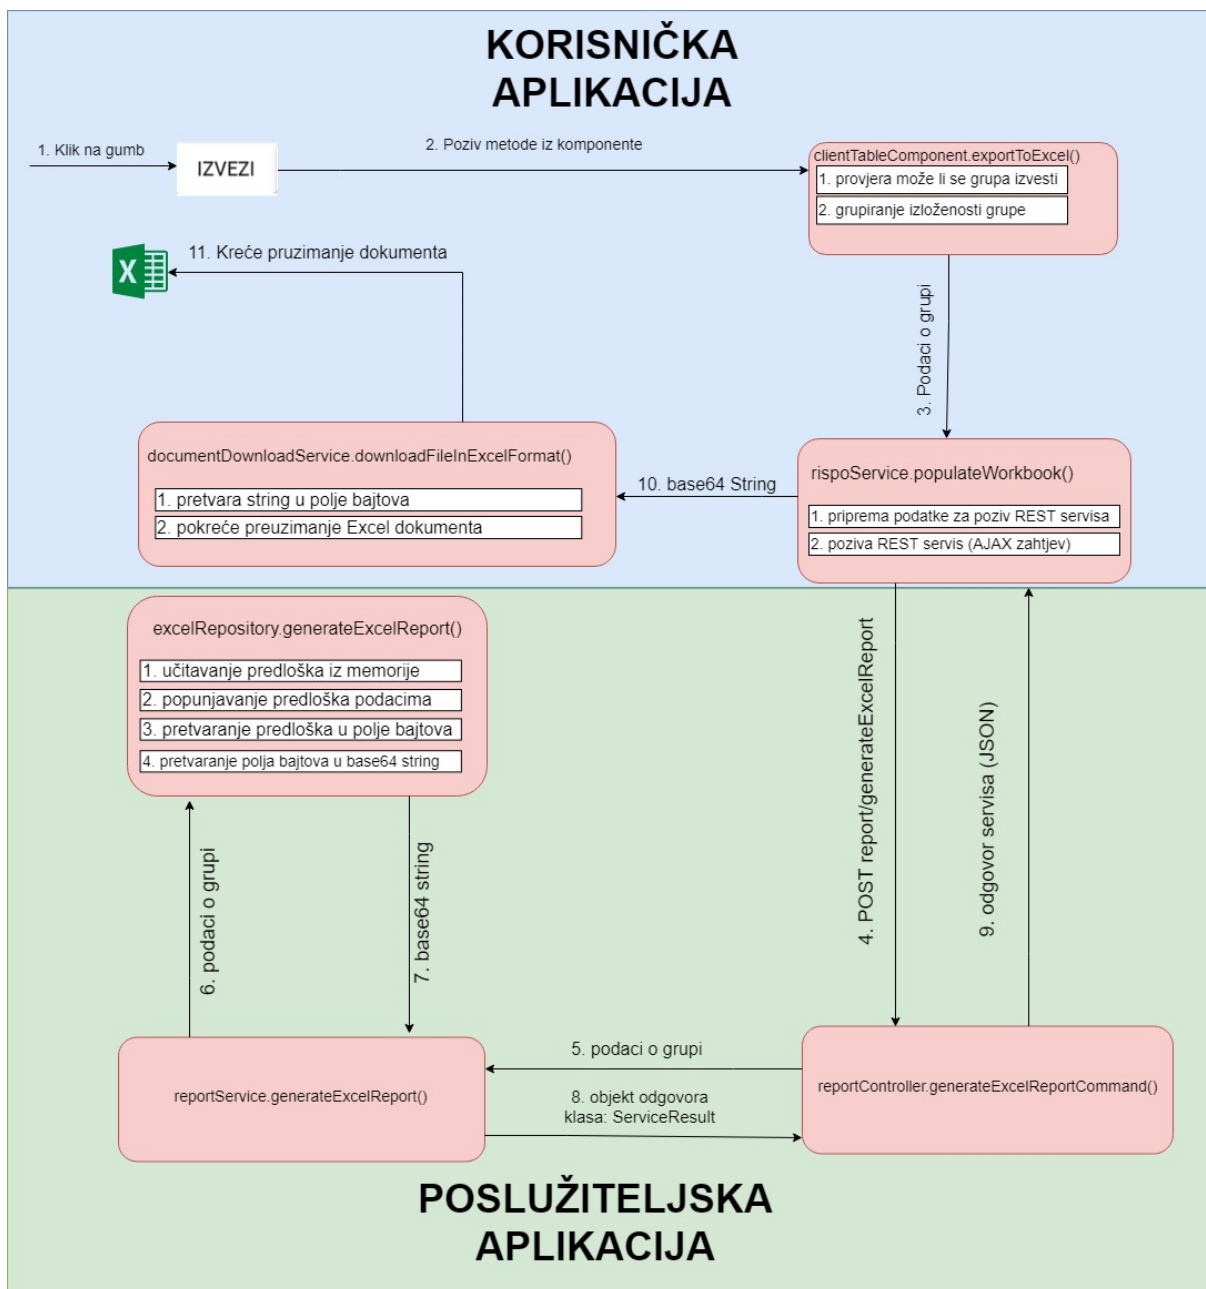 KORISNIČKA
APLIKACIJA
1. Klik na gumb
IZVEZI
2. Poziv metode iz komponente
clientTableComponent.exportToExcel()
1. provjera može li se grupa izvesti
2. grupiranje izloženosti grupe
3. Podaci o grupi
11. Kreće pruzimanje dokumenta
X
documentDownloadService.downloadFileInExcelFormat()
1. pretvara string u polje bajtova
2. pokreće preuzimanje Excel dokumenta
10. base64 String
rispoService.populateWorkbook()
1. priprema podatke za poziv REST servisa
2. poziva REST servis (AJAX zahtjev)
excelRepository.generateExcelReport()
1. učitavanje predloška iz memorije
2. popunjavanje predloška podacima
3. pretvaranje predloška u polje bajtova
4. pretvaranje polja bajtova u base64 string
4. POST report/generateExcelReport
9. odgovor servisa (JSON)
6. podaci o grupi
7. base64 string
reportService.generateExcelReport()
5. podaci o grupi
8. objekt odgovora
klasa: ServiceResult
reportController.generateExcelReportCommand()
POSLUŽITELJSKA
APLIKACIJA